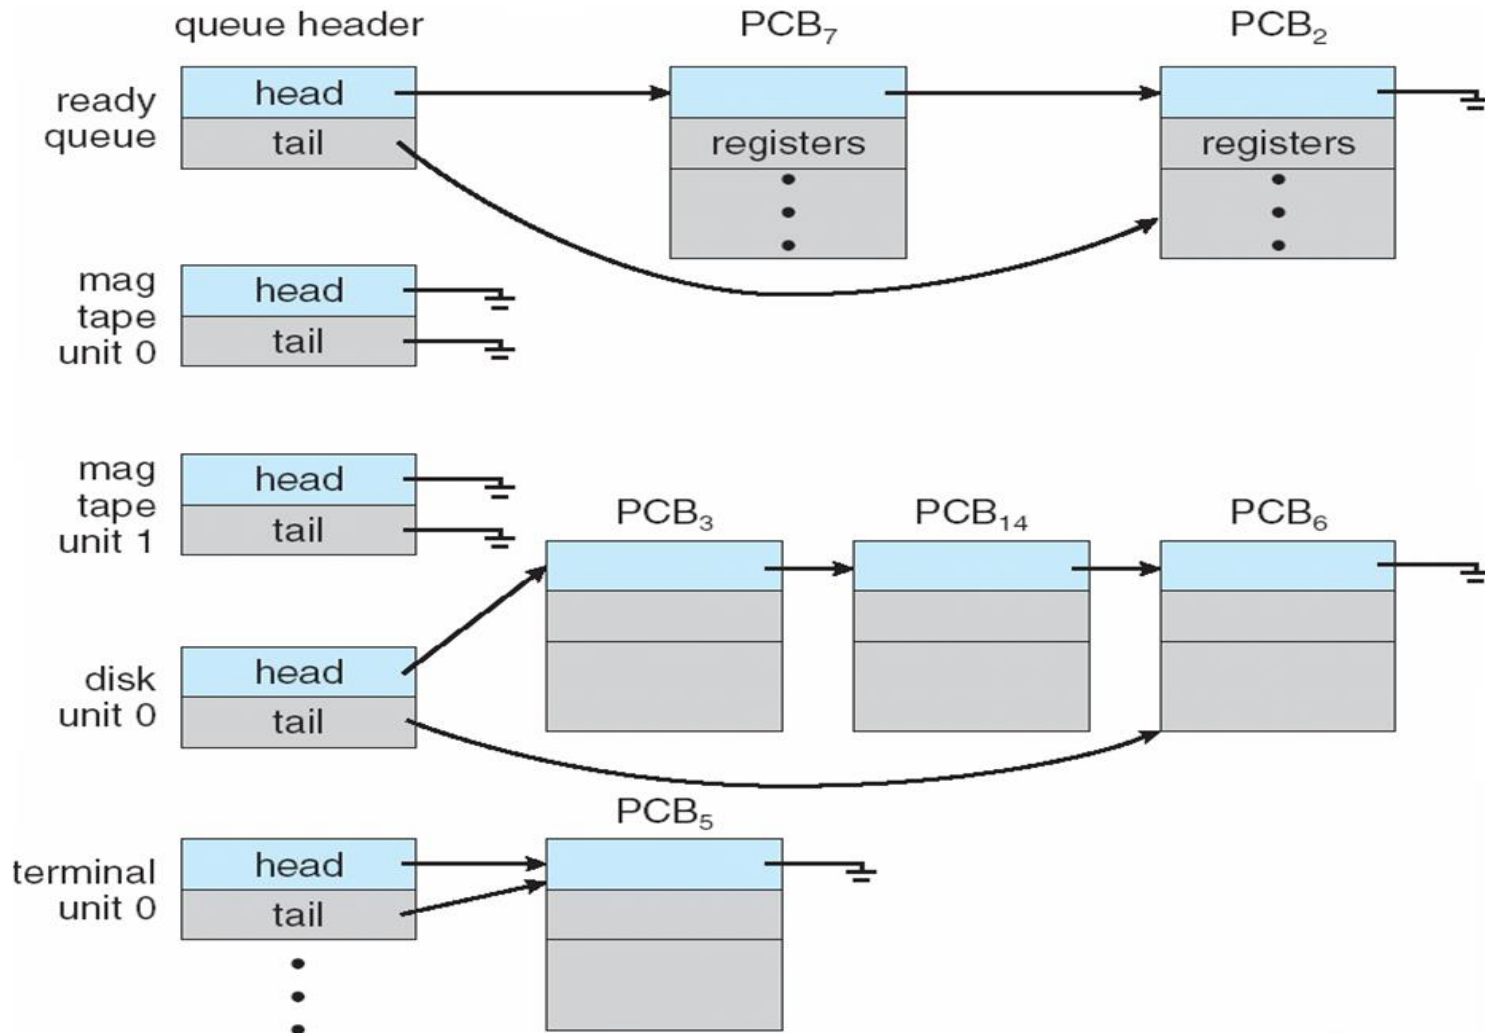 queue header
PCB₇
PCB₂
ready
queue
head
tail
registers
registers
mag
tape
unit 0
head
tail
mag
tape
unit 1
head
tail
PCB₃
PCB₁₄
PCB₆
disk
unit 0
head
tail
PCB₅
terminal
unit 0
head
tail